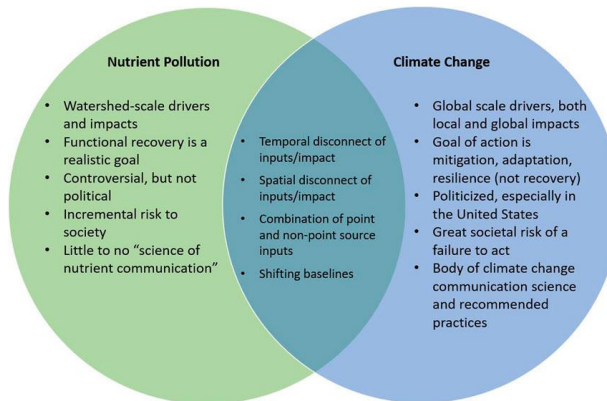 Nutrient Pollution
• Watershed-scale drivers
and impacts
• Functional recovery is a
realistic goal
• Controversial, but not
political
• Incremental risk to
society
• Little to no “science of
nutrient communication”
• Temporal disconnect of
inputs/impact
• Spatial disconnect of
inputs/impact
• Combination of point
and non-point source
inputs
• Shifting baselines
Climate Change
• Global scale drivers, both
local and global impacts
• Goal of action is
mitigation, adaptation,
resilience (not recovery)
• Politicized, especially in
the United States
• Great societal risk of a
failure to act
• Body of climate change
communication science
and recommended
practices